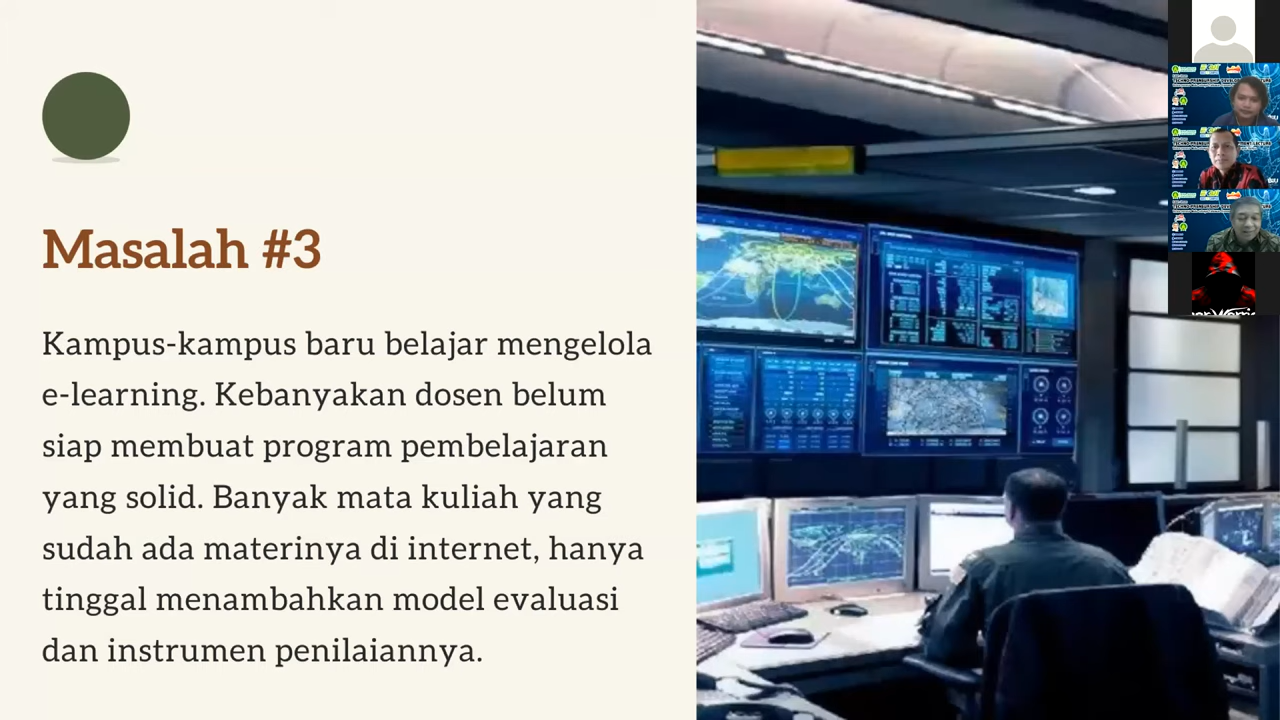 Masalah #3
Kampus-kampus baru belajar mengelola
e-learning. Kebanyakan dosen belum
siap membuat program pembelajaran
yang solid. Banyak mata kuliah yang
sudah ada materinya di internet, hanya
tinggal menambahkan model evaluasi
dan instrumen penilaiannya.